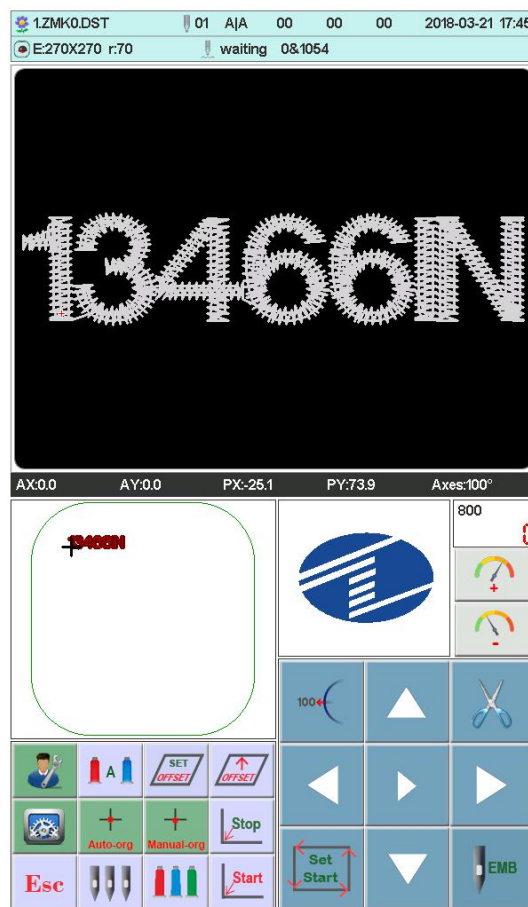 1.ZMK0.DST 01 A|A 00 00 00 2018-03-21 17:45
E:270X270 r:70 waiting 0&1054
13466IN
AX:0.0 AY:0.0 PX:-25.1 PY:73.9 Axes:100°
800
13466IN
+
-
100
A
SET
OFFSET
OFFSET
Auto-org
Manual-org
Stop
Set
Start
EMB
Esc
Start